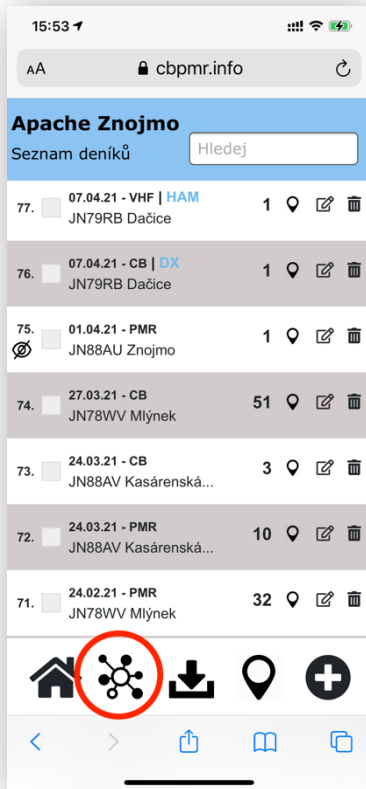 15:53
AA cbpmr.info
Apache Znojmo
Seznam deníků Hledej
77. 07.04.21 - VHF | HAM 1
JN79RB Dačice
76. 07.04.21 - CB | DX 1
JN79RB Dačice
75. 01.04.21 - PMR 1
JN88AU Znojmo
74. 27.03.21 - CB 51
JN78WV Mlýnek
73. 24.03.21 - CB 3
JN88AV Kasárenská...
72. 24.03.21 - PMR 10
JN88AV Kasárenská...
71. 24.02.21 - PMR 32
JN78WV Mlýnek